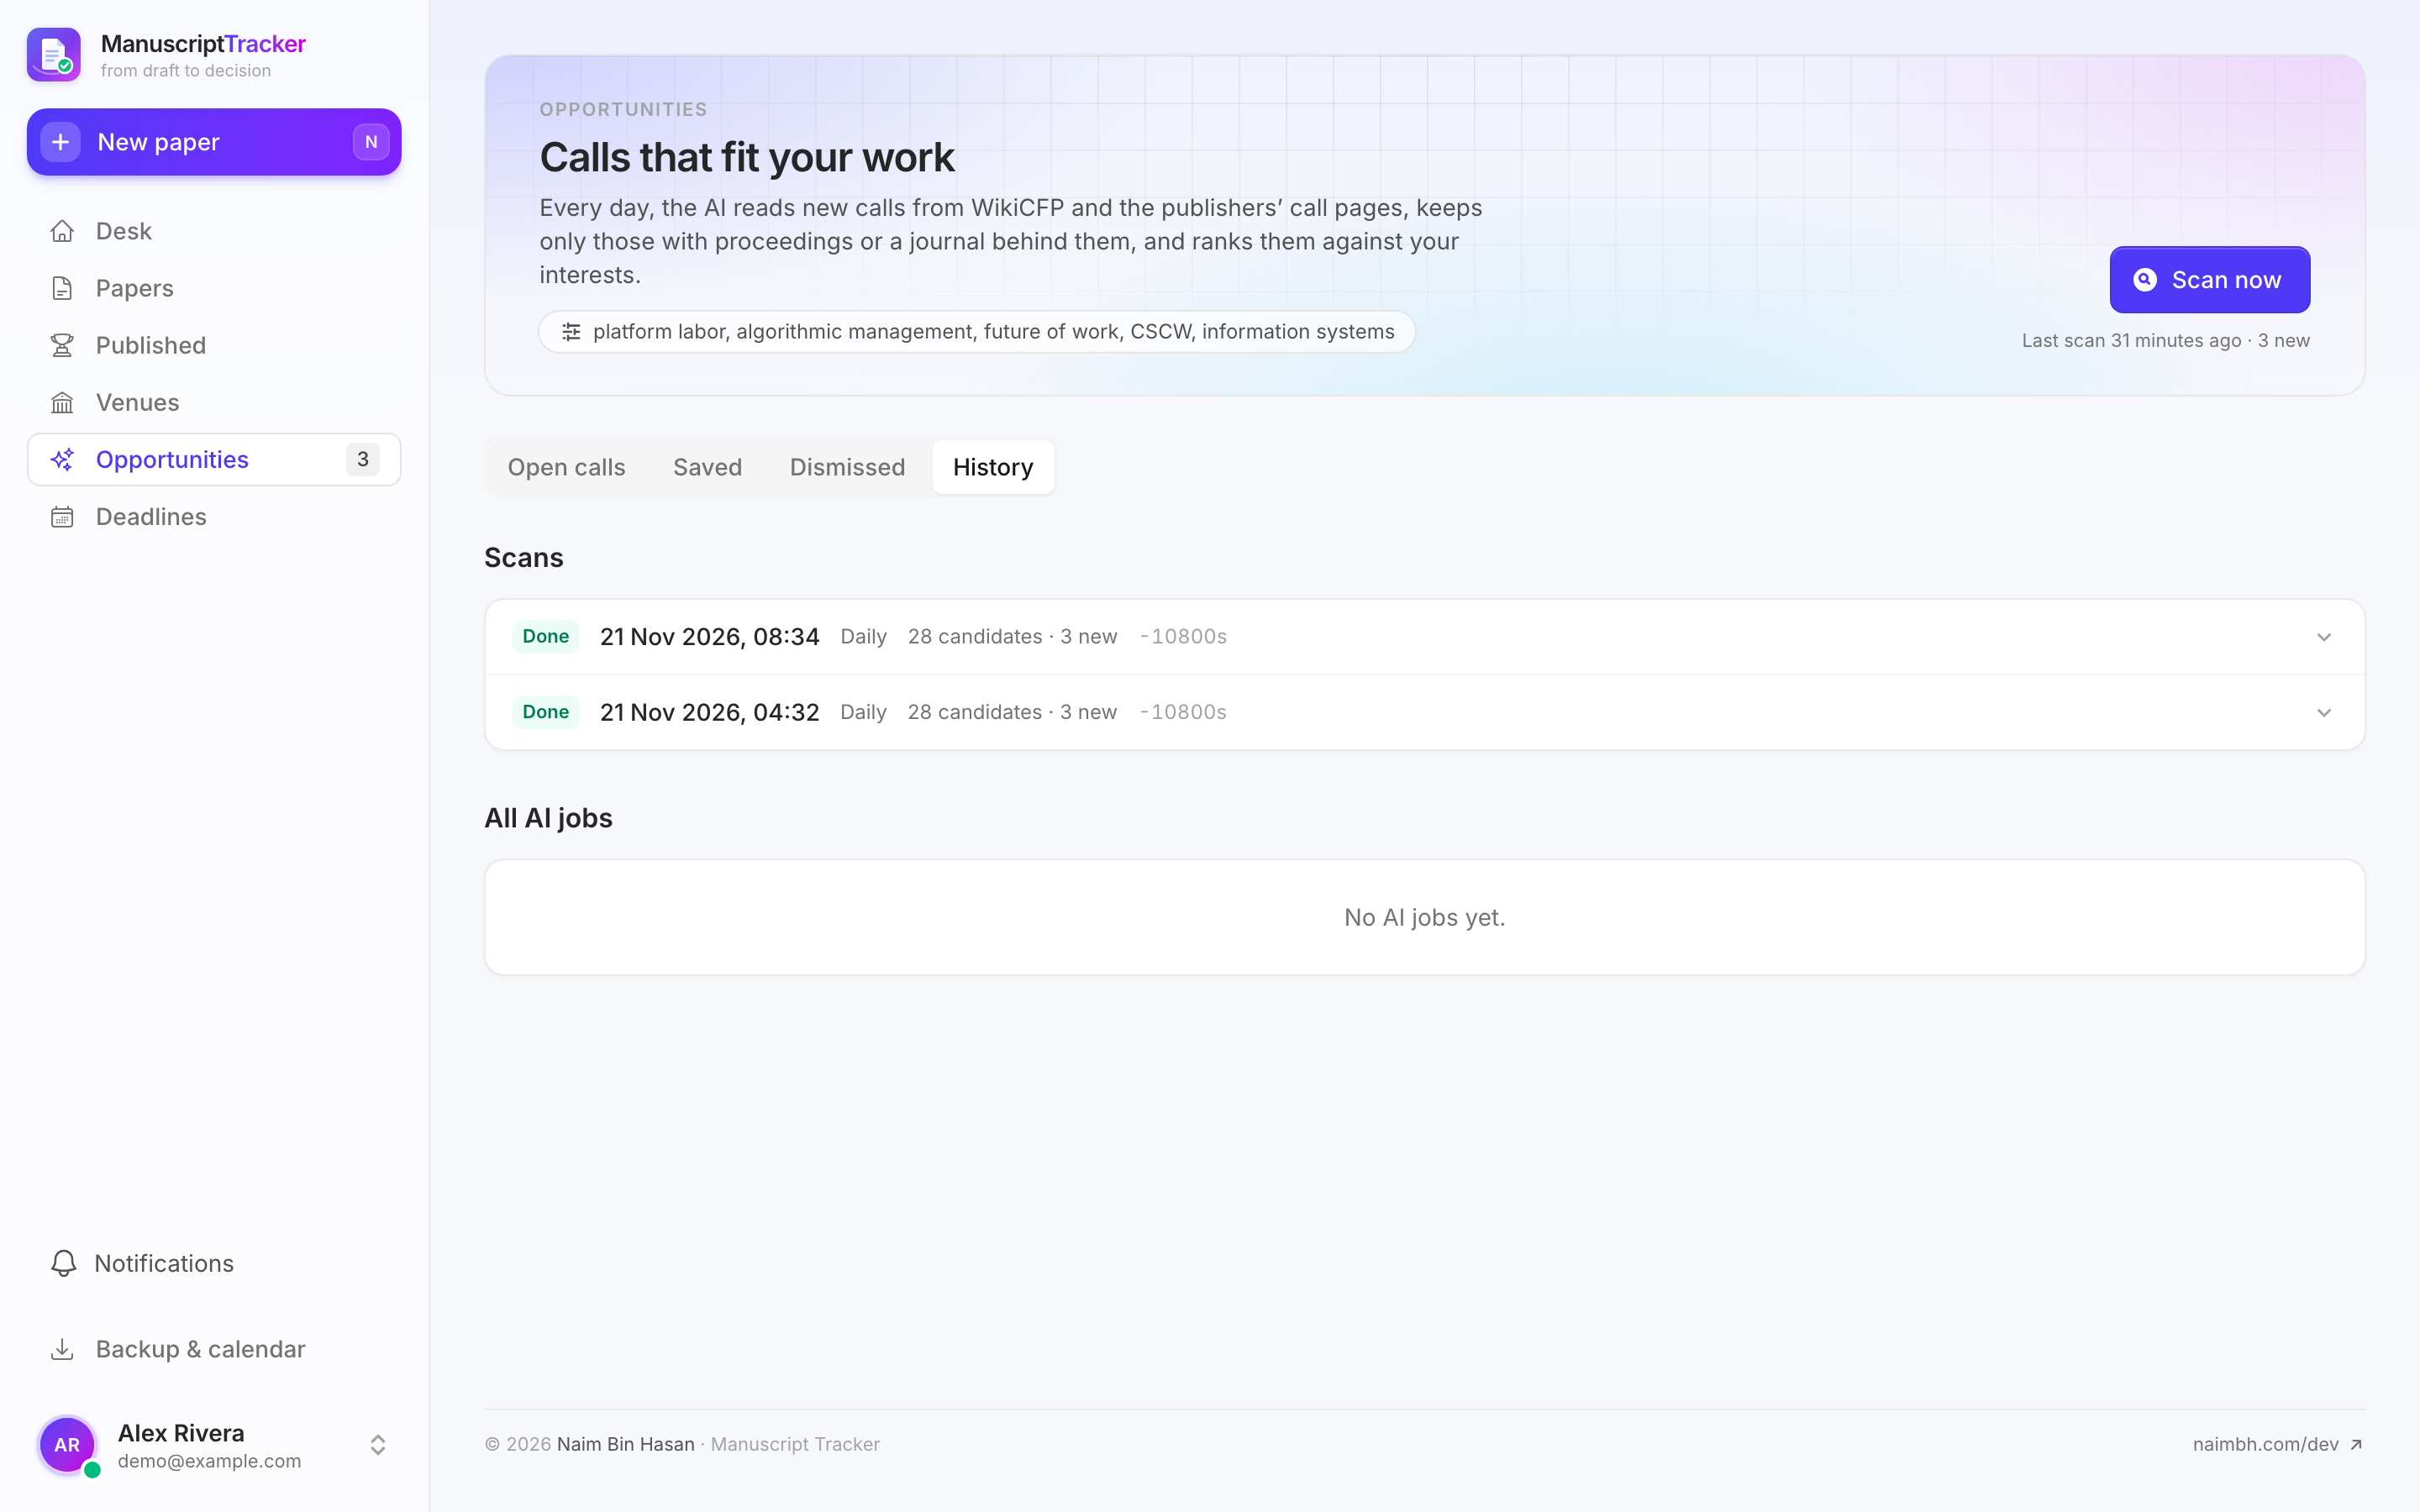 ManuscriptTracker
from draft to decision
New paper N
Desk
Papers
Published
Venues
Opportunities 3
Deadlines
Notifications
Backup & calendar
AR
Alex Rivera
demo@example.com
OPPORTUNITIES
Calls that fit your work
Every day, the AI reads new calls from WikiCFP and the publishers’ call pages, keeps
only those with proceedings or a journal behind them, and ranks them against your
interests.
platform labor, algorithmic management, future of work, CSCW, information systems
Scan now
Last scan 31 minutes ago · 3 new
Open calls Saved Dismissed History
Scans
Done 21 Nov 2026, 08:34 Daily 28 candidates · 3 new -10800s
Done 21 Nov 2026, 04:32 Daily 28 candidates · 3 new -10800s
All AI jobs
No AI jobs yet.
© 2026 Naim Bin Hasan · Manuscript Tracker
naimbh.com/dev